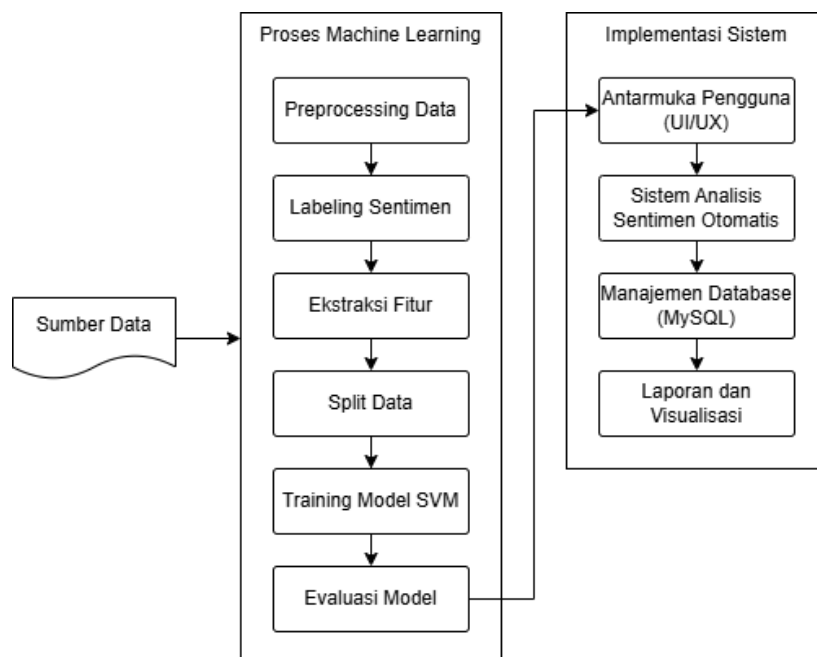 Sumber Data
Proses Machine Learning
Preprocessing Data
Labeling Sentimen
Ekstraksi Fitur
Split Data
Training Model SVM
Evaluasi Model
Implementasi Sistem
Antarmuka Pengguna
(UI/UX)
Sistem Analisis
Sentimen Otomatis
Manajemen Database
(MySQL)
Laporan dan
Visualisasi